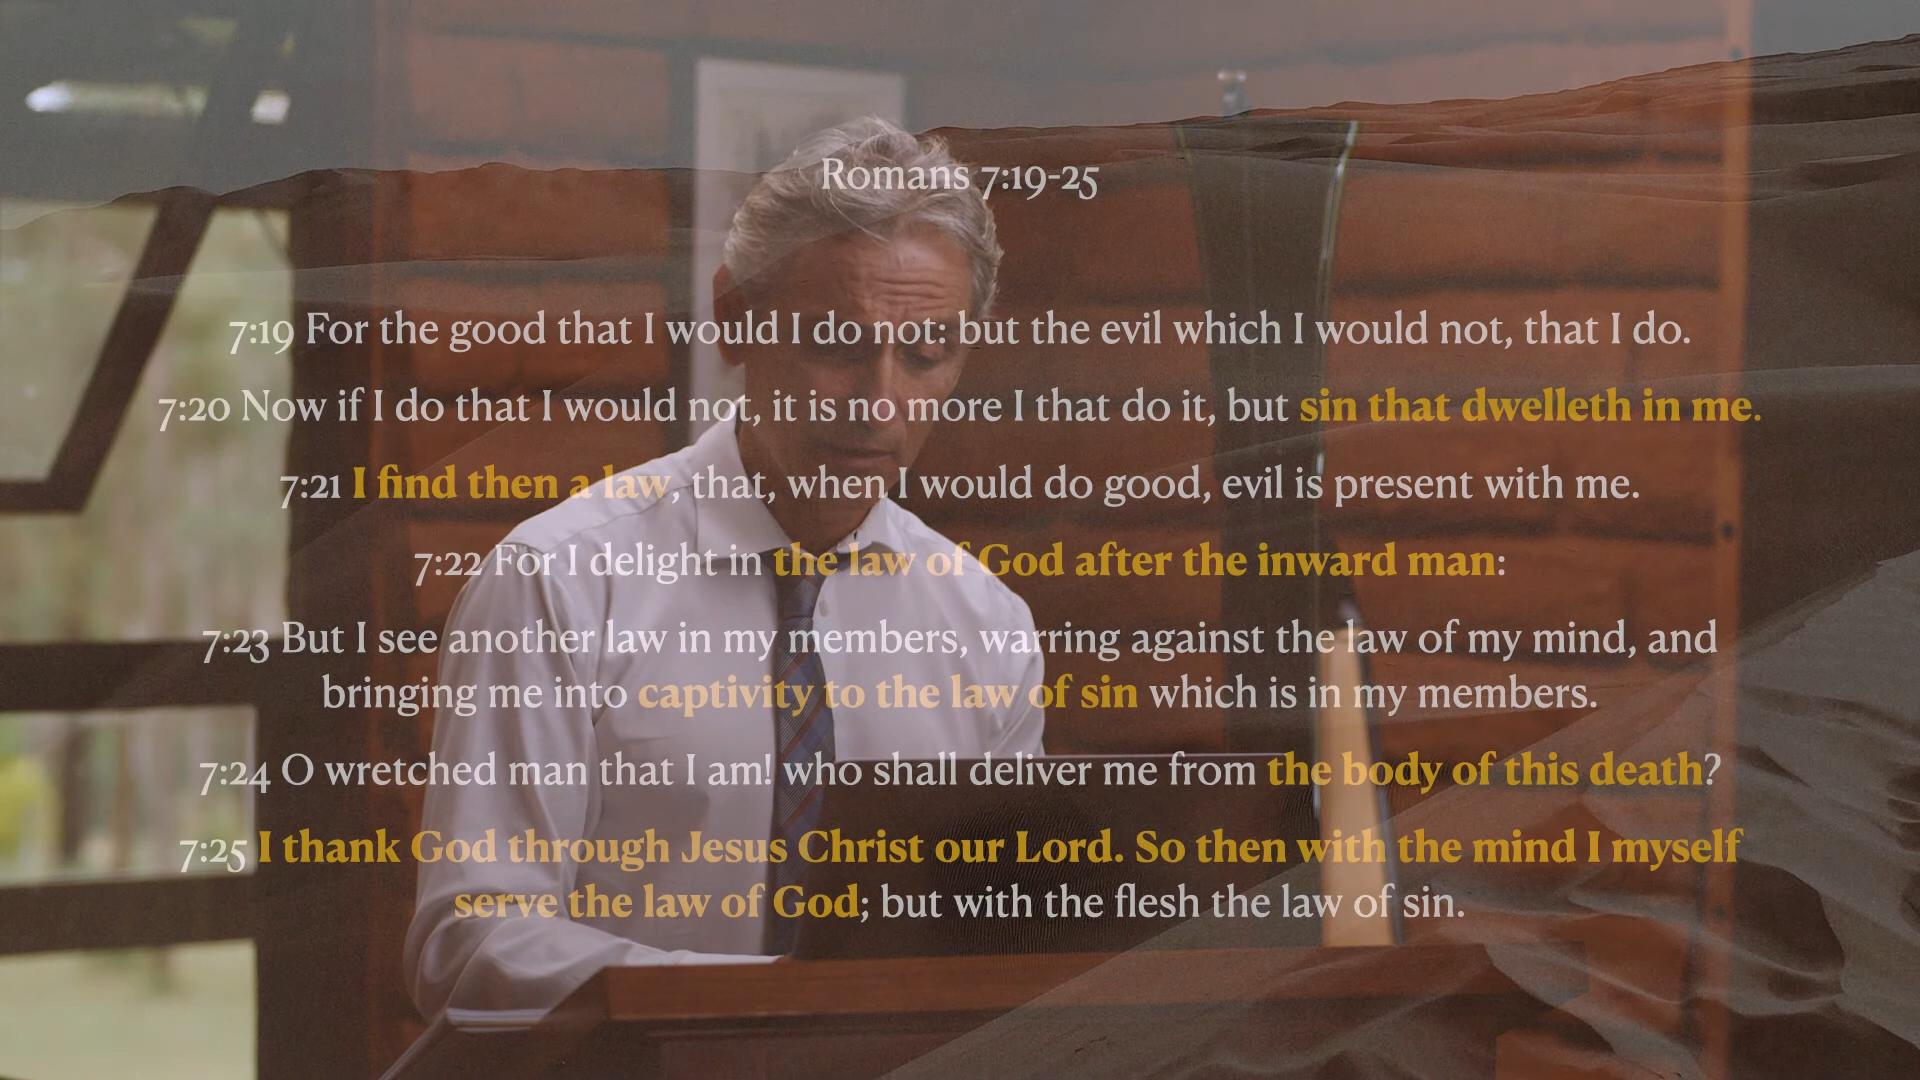 Romans 7:19-25
7:19 For the good that I would I do not: but the evil which I would not, that I do.
7:20 Now if I do that I would not, it is no more I that do it, but sin that dwelleth in me.
7:21 I find then a law, that, when I would do good, evil is present with me.
7:22 For I delight in the law of God after the inward man:
7:23 But I see another law in my members, warring against the law of my mind, and
bringing me into captivity to the law of sin which is in my members.
7:24 O wretched man that I am! who shall deliver me from the body of this death?
7:25 I thank God through Jesus Christ our Lord. So then with the mind I myself
serve the law of God; but with the flesh the law of sin.